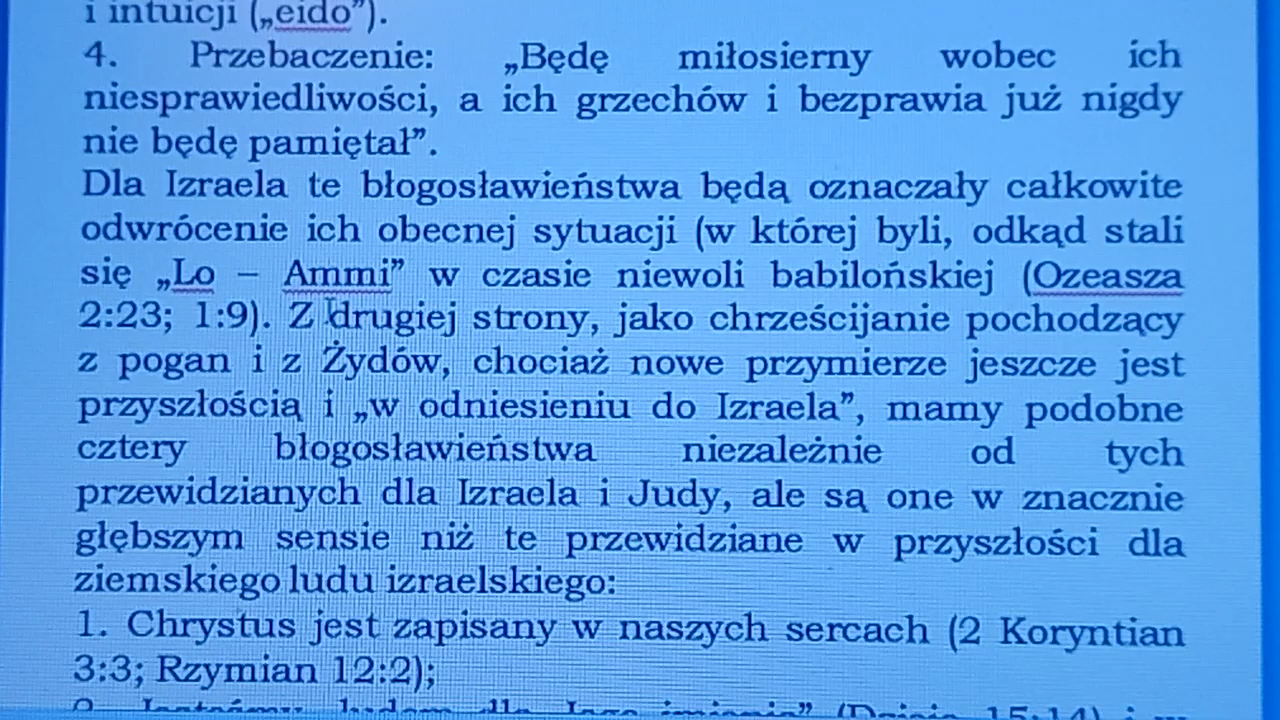 i intuicji („eido”).
4. Przebaczenie: „Będę miłosierny wobec ich
niesprawiedliwości, a ich grzechów i bezprawia już nigdy
nie będę pamiętał”.
Dla Izraela te błogosławieństwa będą oznaczały całkowite
odwrócenie ich obecnej sytuacji (w której byli, odkąd stali
się „Lo – Ammi” w czasie niewoli babilońskiej (Ozeasza
2:23; 1:9). Z drugiej strony, jako chrześcijanie pochodzący
z pogan i z Żydów, chociaż nowe przymierze jeszcze jest
przyszłością i „w odniesieniu do Izraela”, mamy podobne
cztery błogosławieństwa niezależnie od tych
przewidzianych dla Izraela i Judy, ale są one w znacznie
głębszym sensie niż te przewidziane w przyszłości dla
ziemskiego ludu izraelskiego:
1. Chrystus jest zapisany w naszych sercach (2 Koryntian
3:3; Rzymian 12:2);